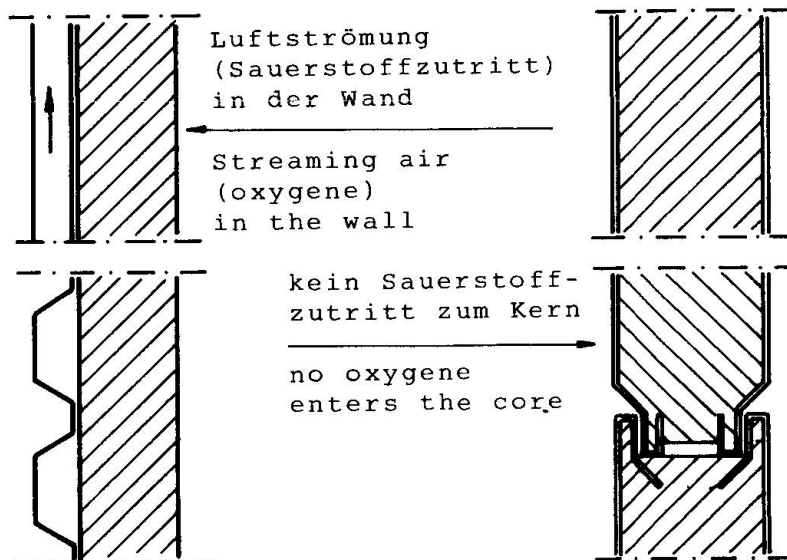 Luftströmung
(Sauerstoffzutritt)
in der Wand
Streaming air
(oxygene)
in the wall
kein Sauerstoff-
zutritt zum Kern
no oxygene
enters the core.